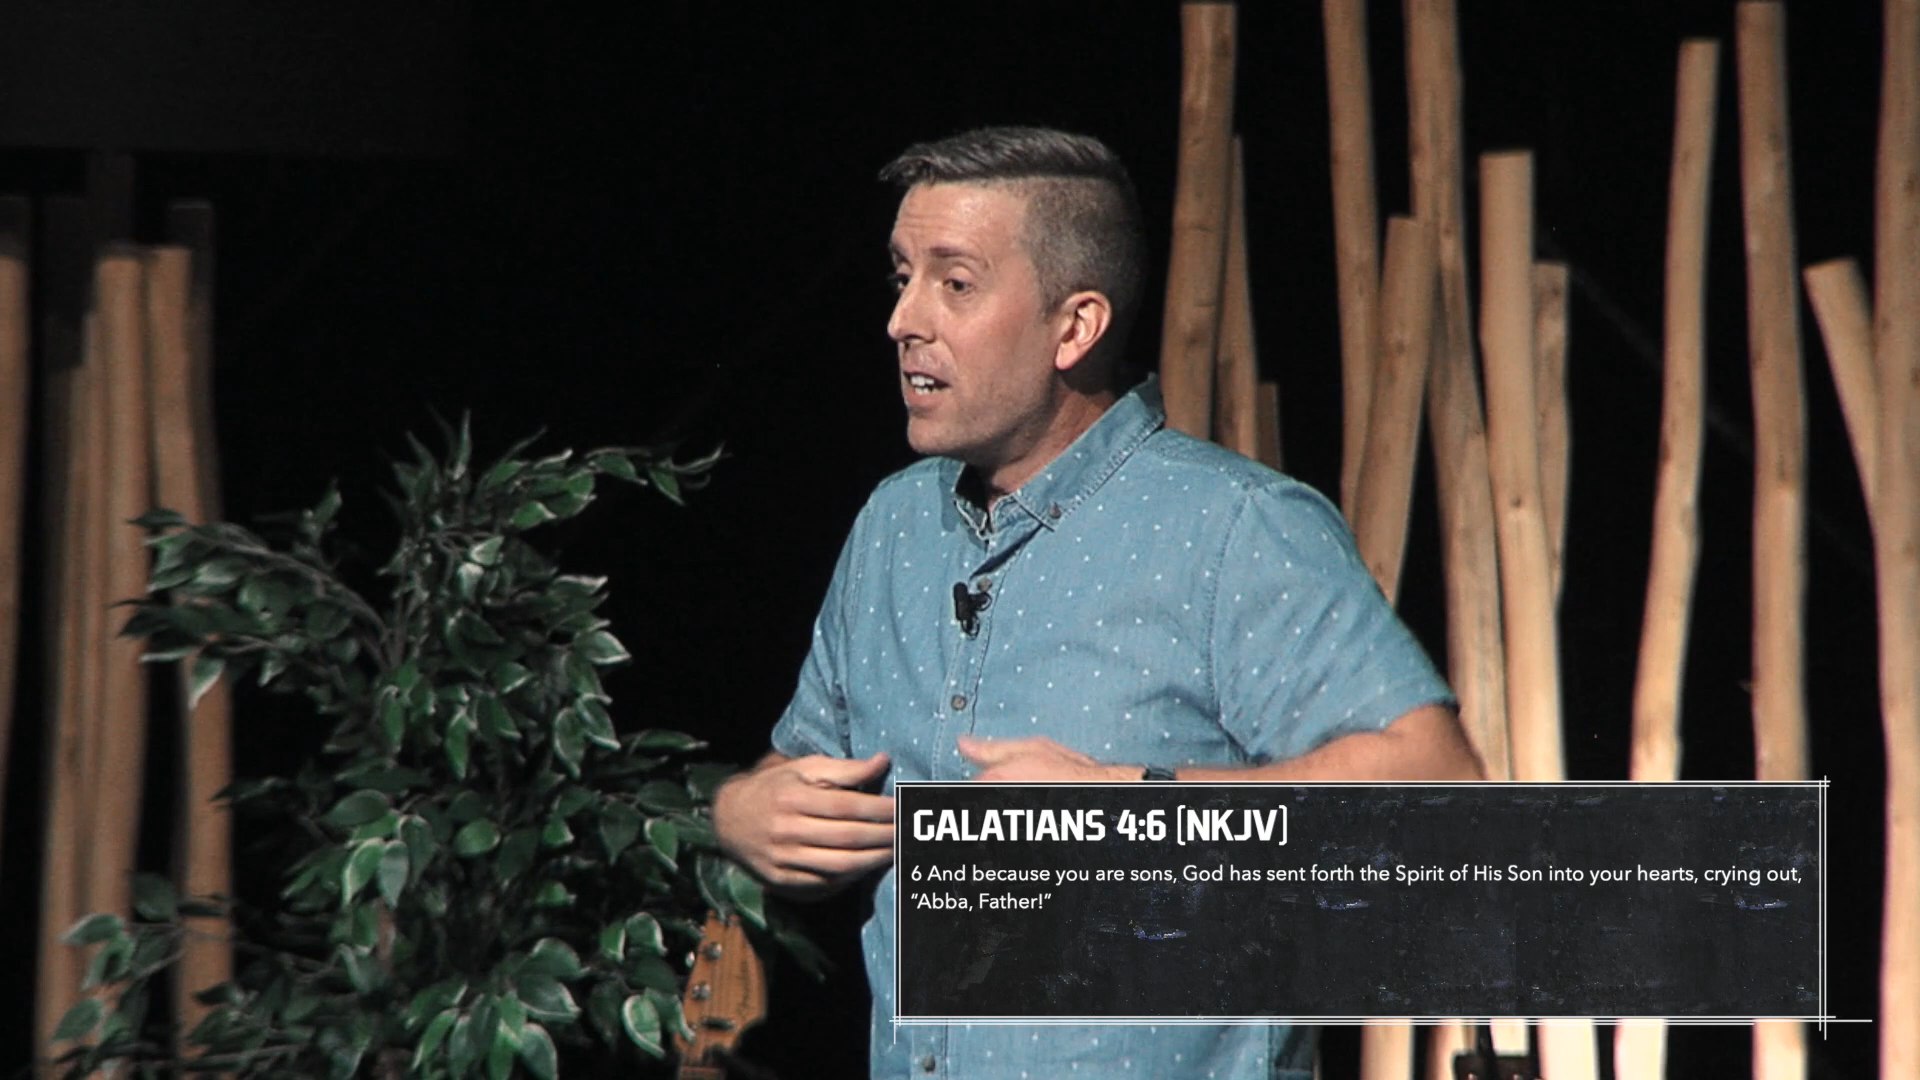 GALATIANS 4:6 [NKJV]
6 And because you are sons, God has sent forth the Spirit of His Son into your hearts, crying out,
“Abba, Father!”